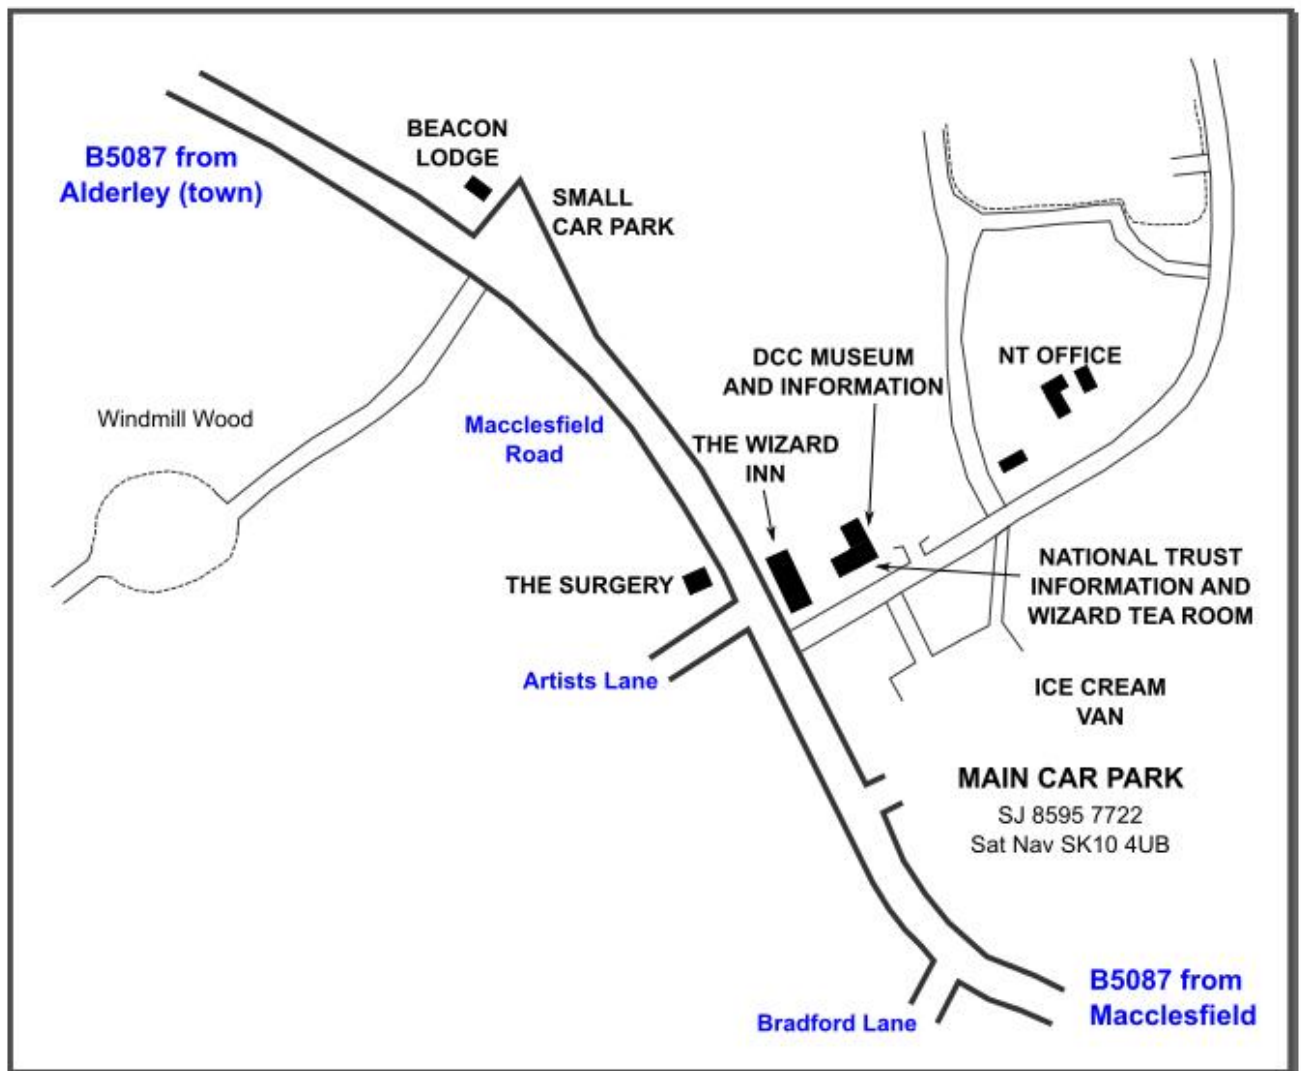 BEACON
LODGE
B5087 from
Alderley (town)
SMALL
CAR PARK
DCC MUSEUM
AND INFORMATION
NT OFFICE
Windmill Wood
Macclesfield
Road
THE WIZARD
INN
THE SURGERY
NATIONAL TRUST
INFORMATION AND
WIZARD TEA ROOM
Artists Lane
ICE CREAM
VAN
MAIN CAR PARK
SJ 8595 7722
Sat Nav SK10 4UB
B5087 from
Macclesfield
Bradford Lane